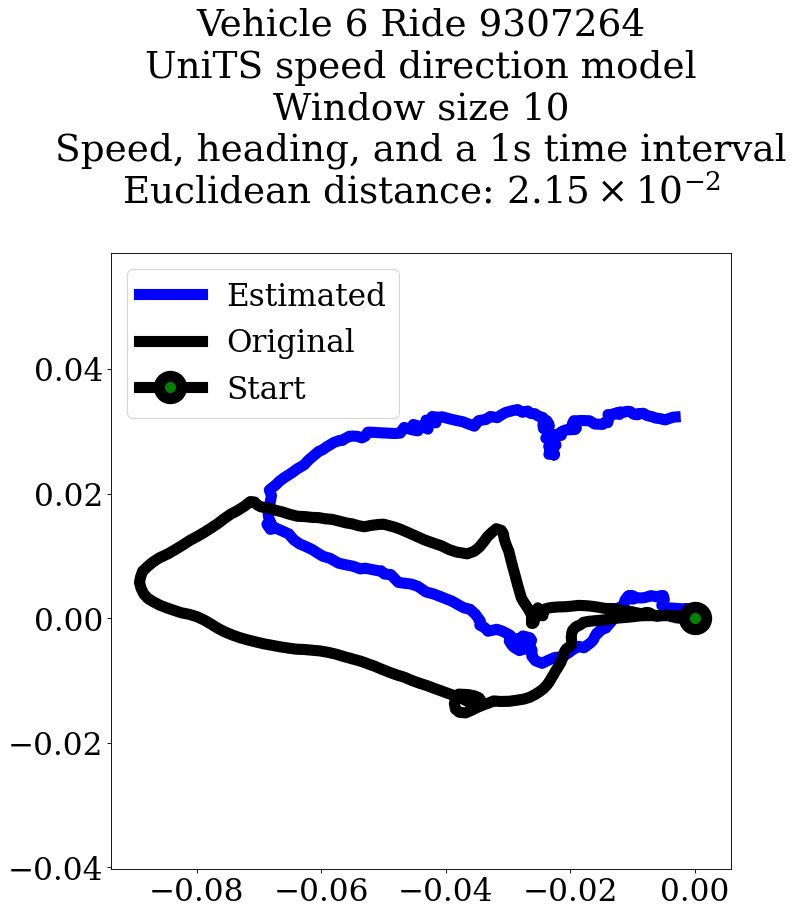 Vehicle 6 Ride 9307264
UniTS speed direction model
Window size 10
Speed, heading, and a 1s time interval
Euclidean distance: 2.15 × 10⁻²
Estimated
Original
Start
0.04
0.02
0.00
−0.02
−0.04
−0.08 −0.06 −0.04 −0.02 0.00